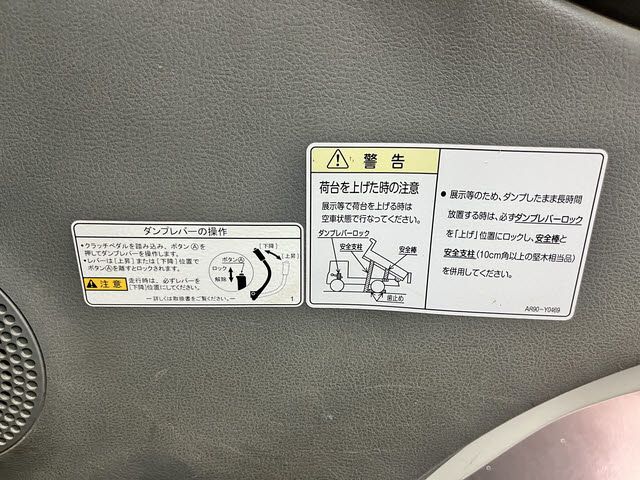 ダンプレバーの操作
•クラッチペダルを踏み込み、ボタンⒶを
押してダンプレバーを操作します。
•レバーは[上昇]または[下降]位置で
ボタンⒶを離すとロックされます。
注意
走行時は、必ずレバーを
[下降]位置にしてください。
ー詳しくは取扱書をご覧ください。ー
ボタンⒶ
ロック
解除
[下降]
[上昇]
1
警告
荷台を上げた時の注意
展示等で荷台を上げる時は
空車状態で行なってください。
ダンプレバーロック
安全支柱
安全棒
歯止め
● 展示等のため、ダンプしたまま長時間
放置する時は、必ずダンプレバーロック
を「上げ」位置にロックし、安全棒と
安全支柱(10cm角以上の堅木相当品)
を併用してください。
AR90-Y0469